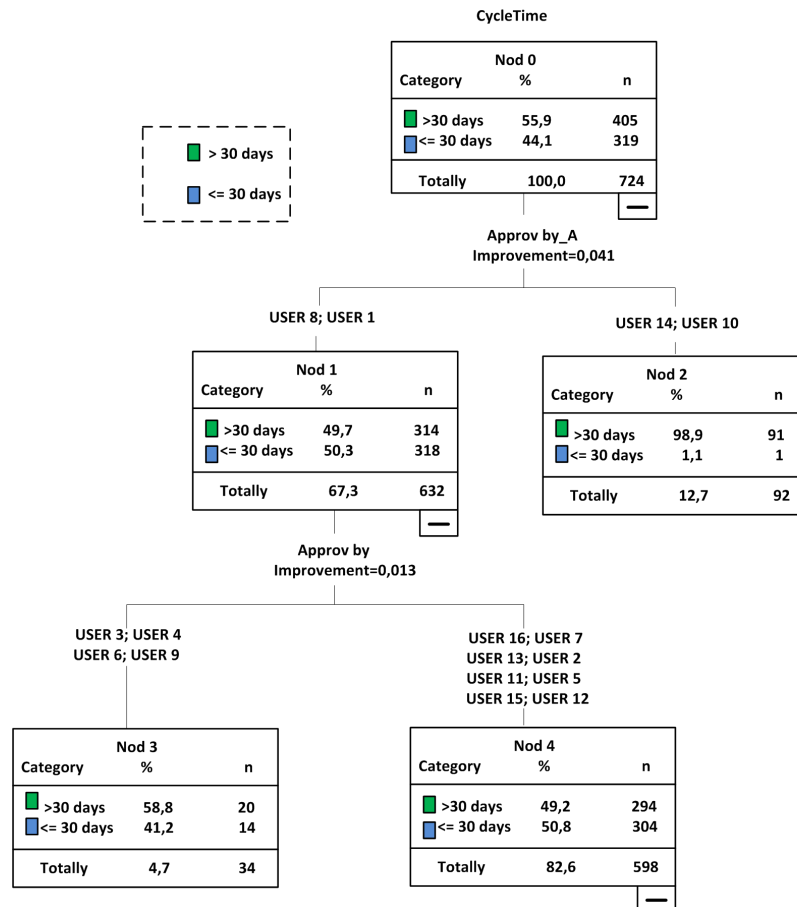 CycleTime
Nod 0
Category % n
>30 days 55,9 405
<= 30 days 44,1 319
Totally 100,0 724
> 30 days
<= 30 days
Approv by_A
Improvement=0,041
USER 8; USER 1
USER 14; USER 10
Nod 1
Category % n
>30 days 49,7 314
<= 30 days 50,3 318
Totally 67,3 632
Nod 2
Category % n
>30 days 98,9 91
<= 30 days 1,1 1
Totally 12,7 92
Approv by
Improvement=0,013
USER 3; USER 4
USER 6; USER 9
USER 16; USER 7
USER 13; USER 2
USER 11; USER 5
USER 15; USER 12
Nod 3
Category % n
>30 days 58,8 20
<= 30 days 41,2 14
Totally 4,7 34
Nod 4
Category % n
>30 days 49,2 294
<= 30 days 50,8 304
Totally 82,6 598